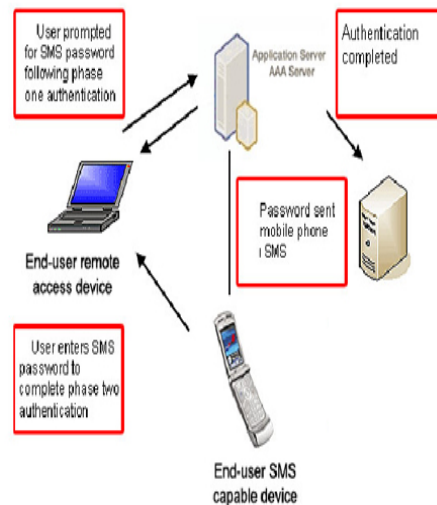 User prompted
for SMS password
following phase
one authentication
Application Server
AAA Server
Authentication
completed
Password sent
mobile phone
SMS
End-user remote
access device
User enters SMS
password to
complete phase two
authentication
End-user SMS
capable device